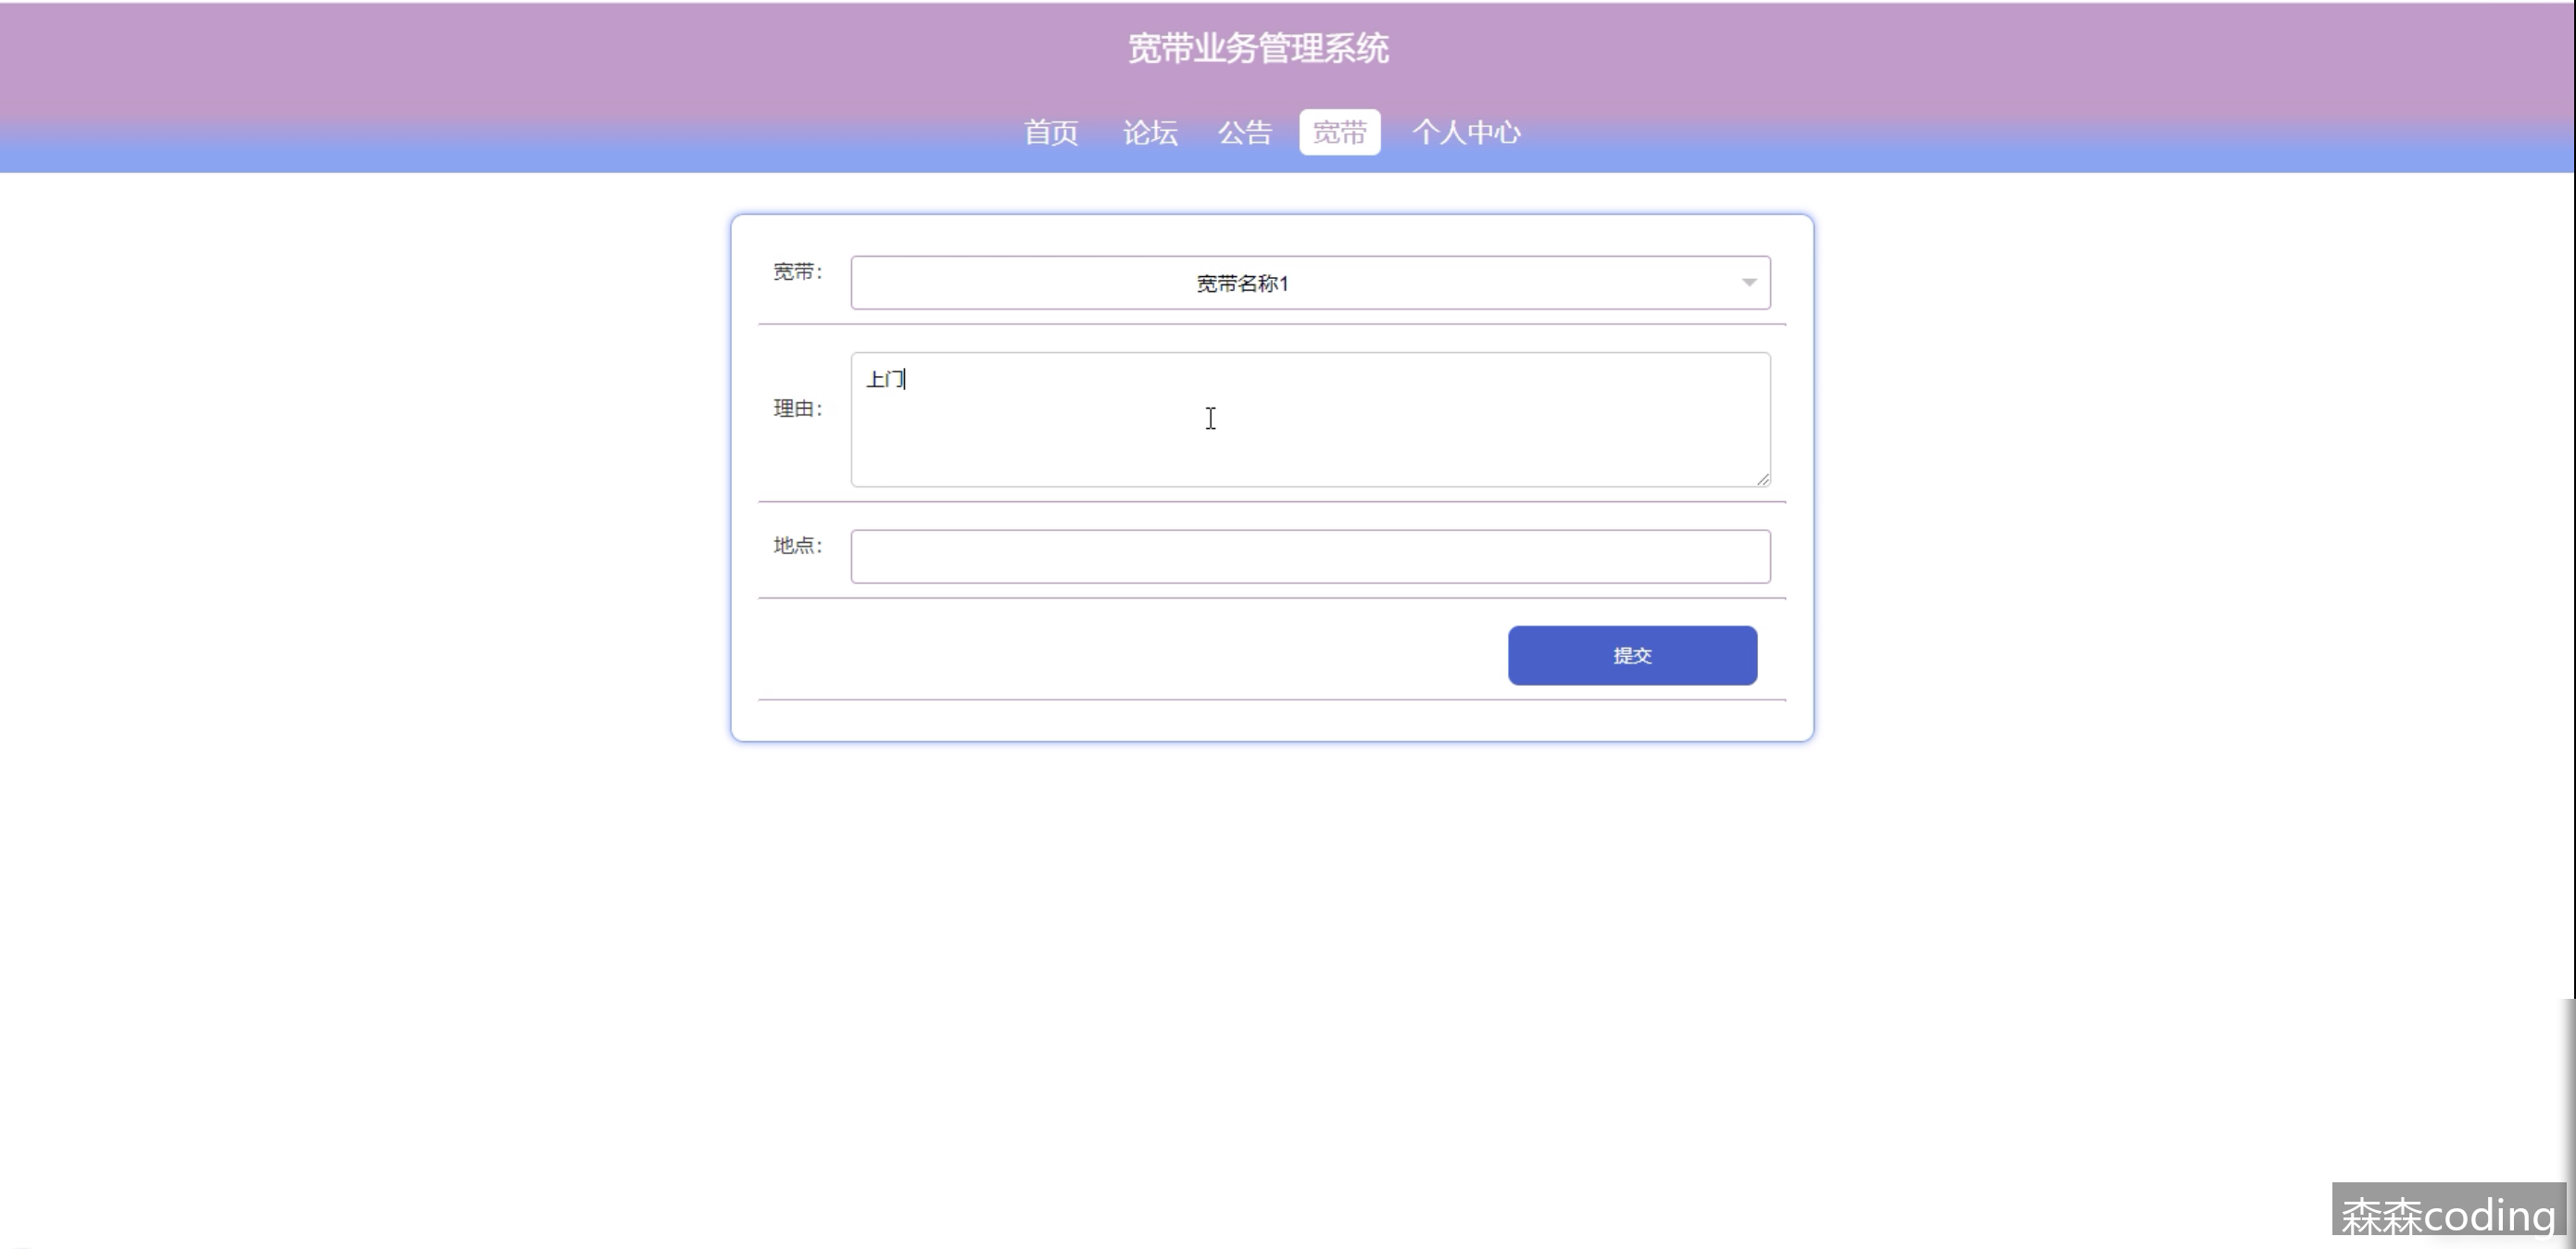 宽带业务管理系统
首页 论坛 公告 宽带 个人中心
宽带：
宽带名称1
理由：
上门
地点：
提交
森森coding